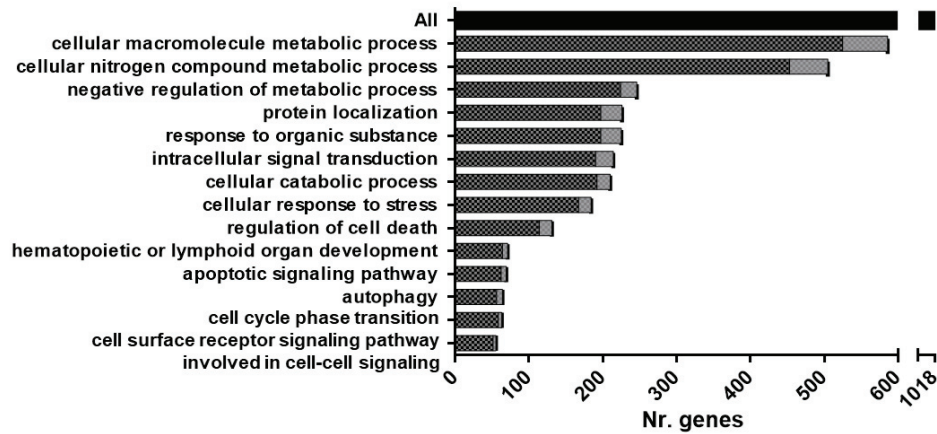 All
cellular macromolecule metabolic process
cellular nitrogen compound metabolic process
negative regulation of metabolic process
protein localization
response to organic substance
intracellular signal transduction
cellular catabolic process
cellular response to stress
regulation of cell death
hematopoietic or lymphoid organ development
apoptotic signaling pathway
autophagy
cell cycle phase transition
cell surface receptor signaling pathway
involved in cell-cell signaling
0 100 200 300 400 500 600 1018
Nr. genes